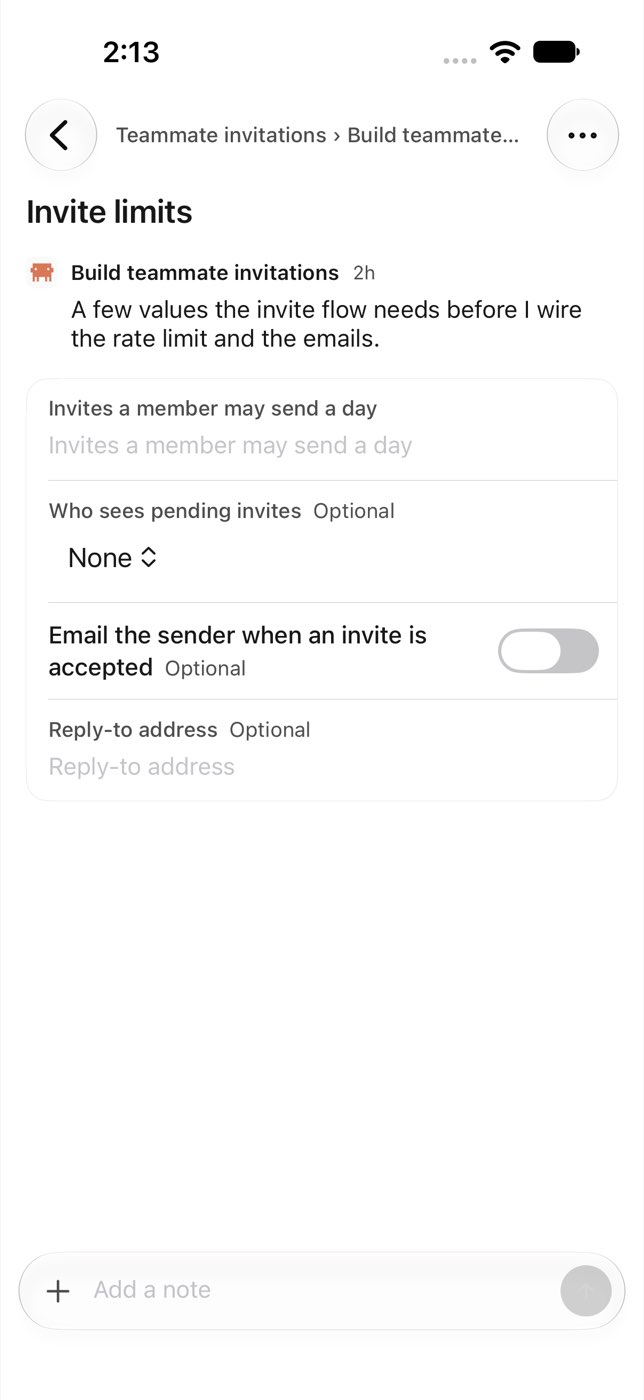 2:13
Teammate invitations › Build teammate...
Invite limits
Build teammate invitations 2h
A few values the invite flow needs before I wire
the rate limit and the emails.
Invites a member may send a day
Invites a member may send a day
Who sees pending invites Optional
None
Email the sender when an invite is
accepted Optional
Reply-to address Optional
Reply-to address
Add a note